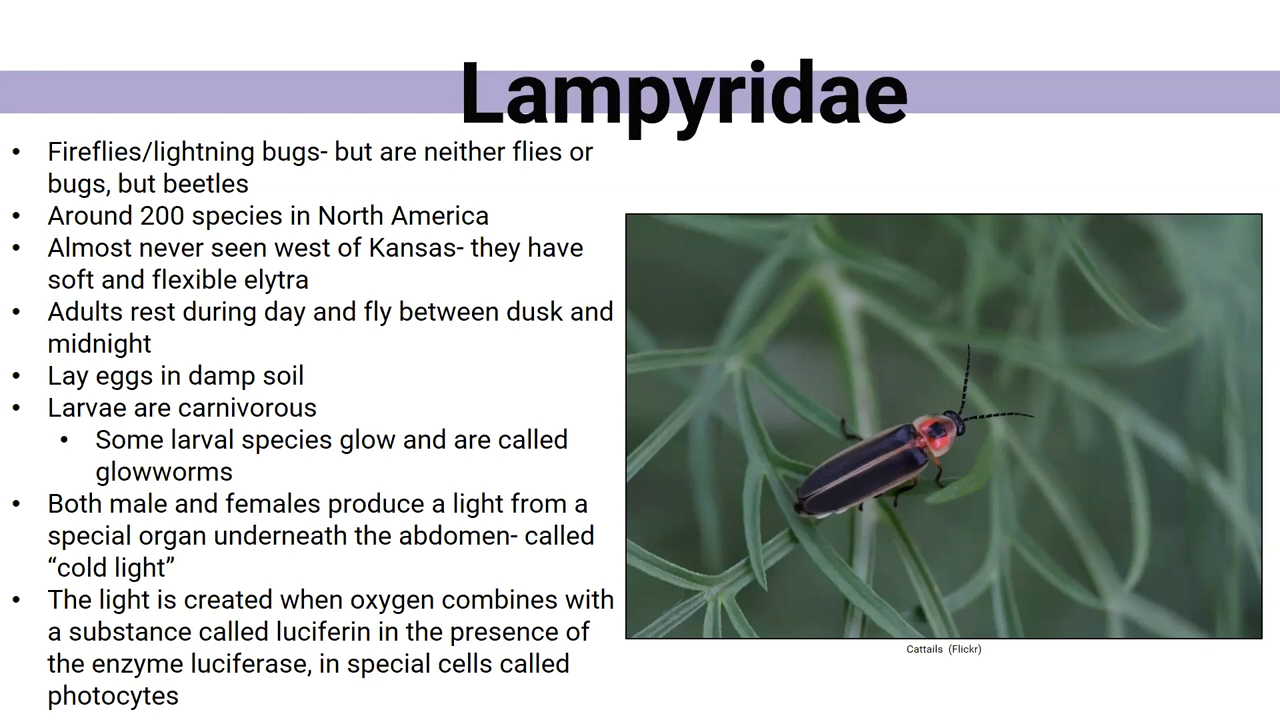 Lampyridae
• Fireflies/lightning bugs- but are neither flies or
bugs, but beetles
• Around 200 species in North America
• Almost never seen west of Kansas- they have
soft and flexible elytra
• Adults rest during day and fly between dusk and
midnight
• Lay eggs in damp soil
• Larvae are carnivorous
• Some larval species glow and are called
glowworms
• Both male and females produce a light from a
special organ underneath the abdomen- called
“cold light”
• The light is created when oxygen combines with
a substance called luciferin in the presence of
the enzyme luciferase, in special cells called
photocytes
Cattails (Flickr)